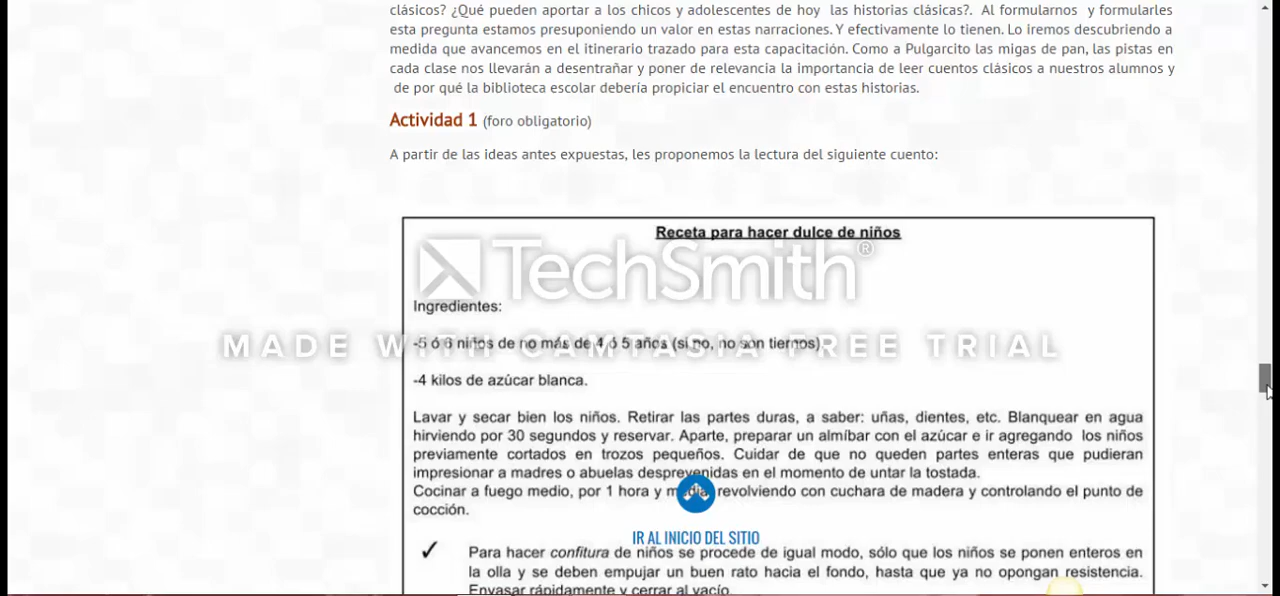 clásicos? ¿Qué pueden aportar a los chicos y adolescentes de hoy las historias clásicas?. Al formularnos y formularles
esta pregunta estamos presuponiendo un valor en estas narraciones. Y efectivamente lo tienen. Lo iremos descubriendo a
medida que avancemos en el itinerario trazado para esta capacitación. Como a Pulgarcito las migas de pan, las pistas en
cada clase nos llevarán a desentrañar y poner de relevancia la importancia de leer cuentos clásicos a nuestros alumnos y
de por qué la biblioteca escolar debería propiciar el encuentro con estas historias.
Actividad 1 (foro obligatorio)
A partir de las ideas antes expuestas, les proponemos la lectura del siguiente cuento:
Receta para hacer dulce de niños
TechSmith®
Ingredientes:
MADE WITH CAMTASIA FREE TRIAL
-5 ó 6 niños de no más de 4 ó 5 años (si no, no son tiernos)
-4 kilos de azúcar blanca.
Lavar y secar bien los niños. Retirar las partes duras, a saber: uñas, dientes, etc. Blanquear en agua
hirviendo por 30 segundos y reservar. Aparte, preparar un almíbar con el azúcar e ir agregando los niños
previamente cortados en trozos pequeños. Cuidar de que no queden partes enteras que pudieran
impresionar a madres o abuelas desprevenidas en el momento de untar la tostada.
Cocinar a fuego medio, por 1 hora y media, revolviendo con cuchara de madera y controlando el punto de
cocción.
IR AL INICIO DEL SITIO
✓ Para hacer confitura de niños se procede de igual modo, sólo que los niños se ponen enteros en
la olla y se deben empujar un buen rato hacia el fondo, hasta que ya no opongan resistencia.
Envasar rápidamente y cerrar al vacío.